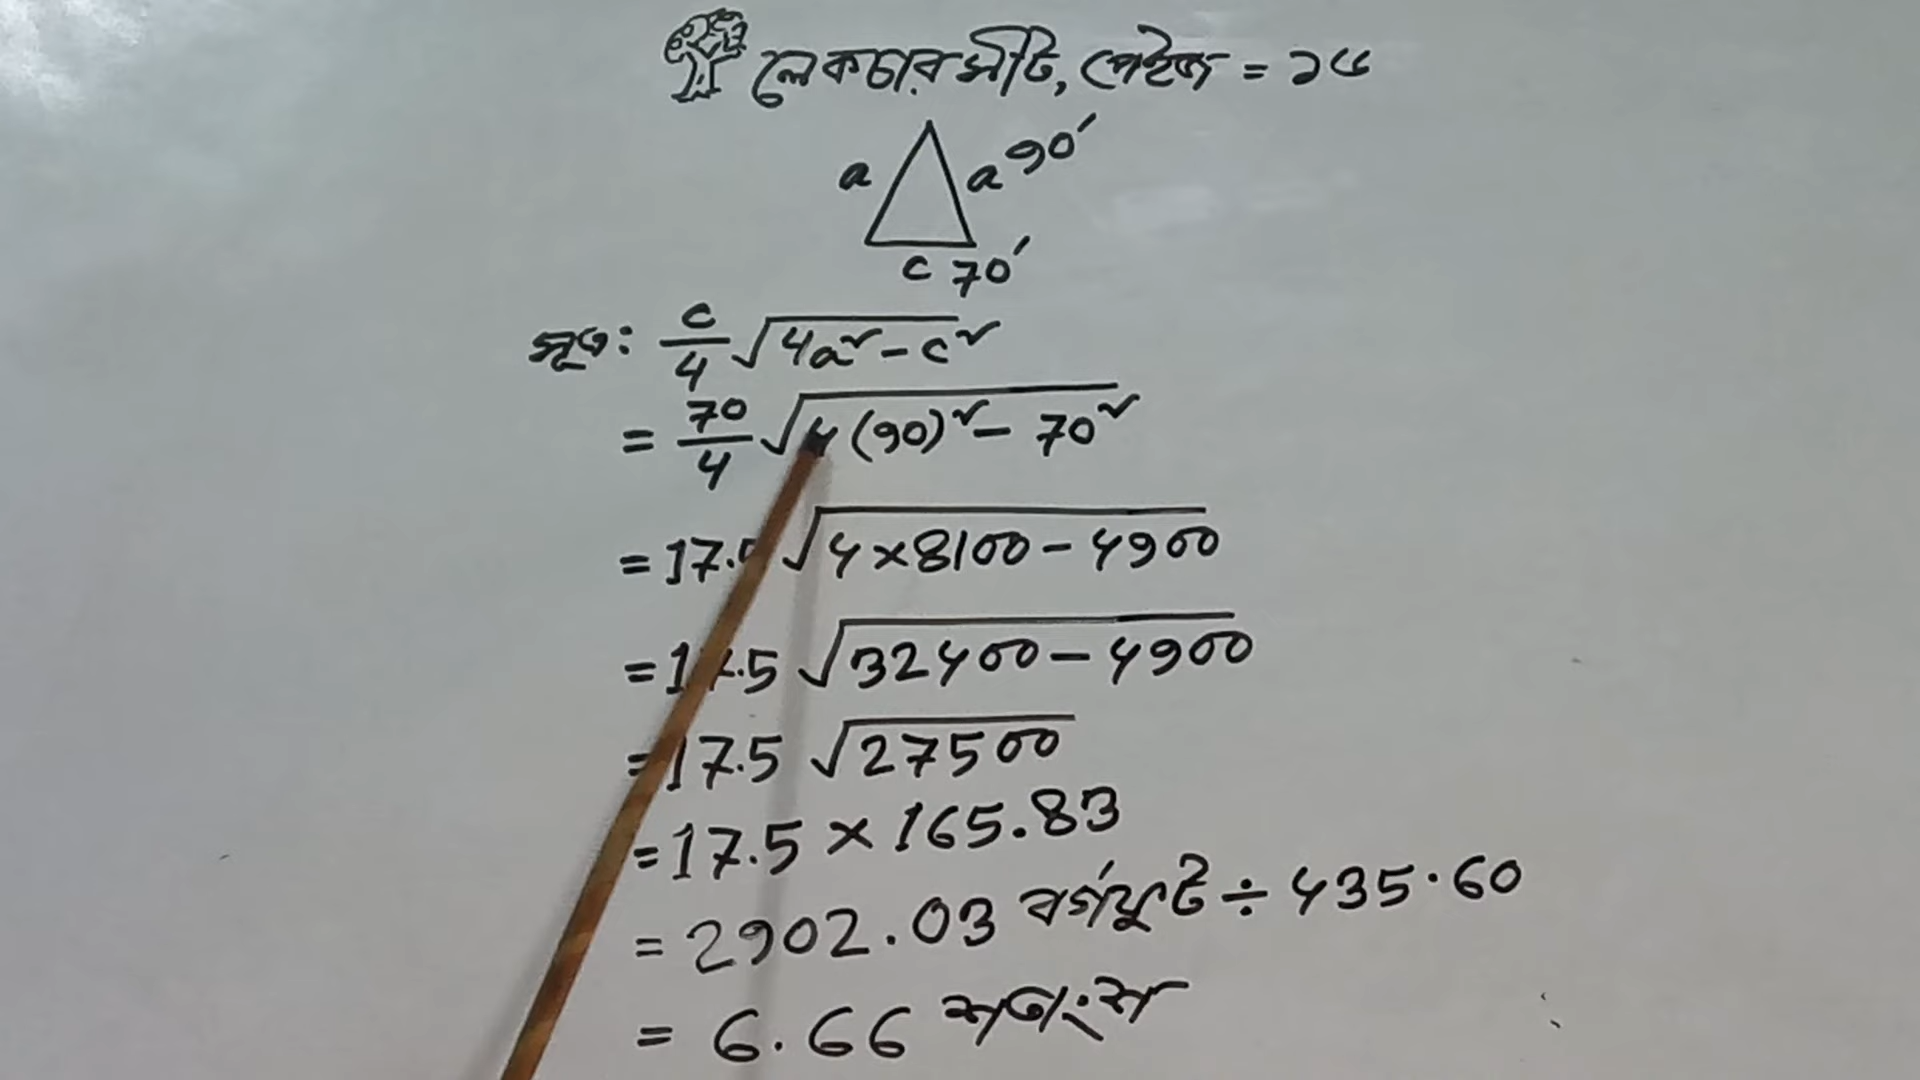 লেকচার সীট, পেইজ = ১৬
a a 90'
c 70'
সূত্র: c/4 √4a² - c²
= 70/4 √4(90)² - 70²
= 17.5 √4×8100 - 4900
= 17.5 √32400 - 4900
= 17.5 √27500
= 17.5 × 165.83
= 2902.03 বর্গফুট ÷ 435.60
= 6.66 শতাংশ